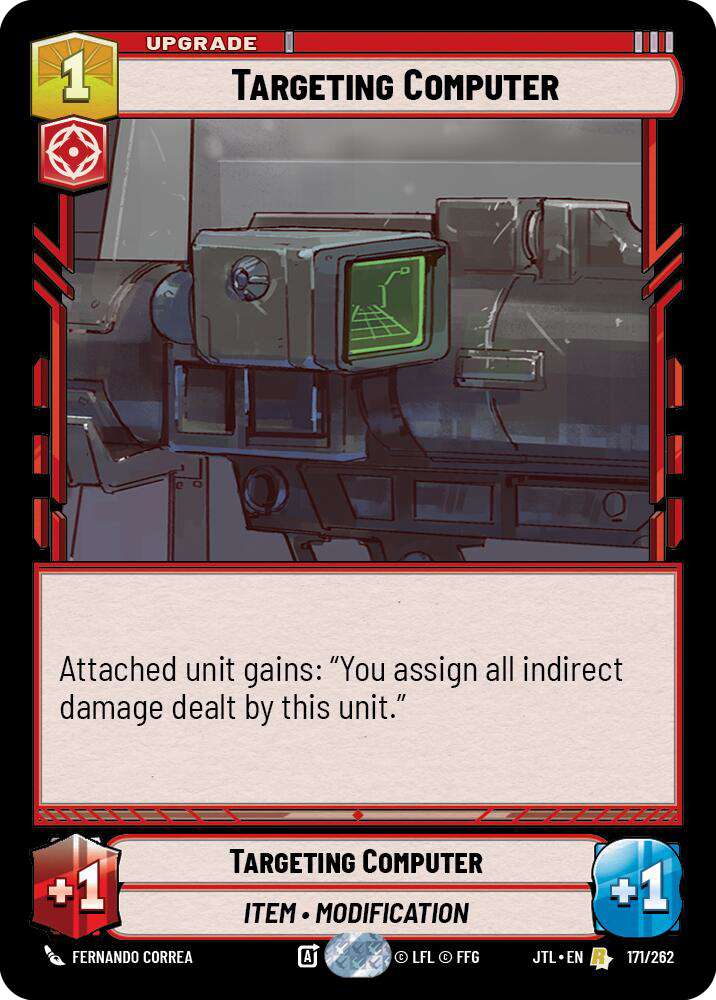 UPGRADE
1
TARGETING COMPUTER
Attached unit gains: “You assign all indirect
damage dealt by this unit.”
+1
TARGETING COMPUTER
+1
ITEM • MODIFICATION
FERNANDO CORREA
A
© LFL © FFG
JTL • EN
R
171/262